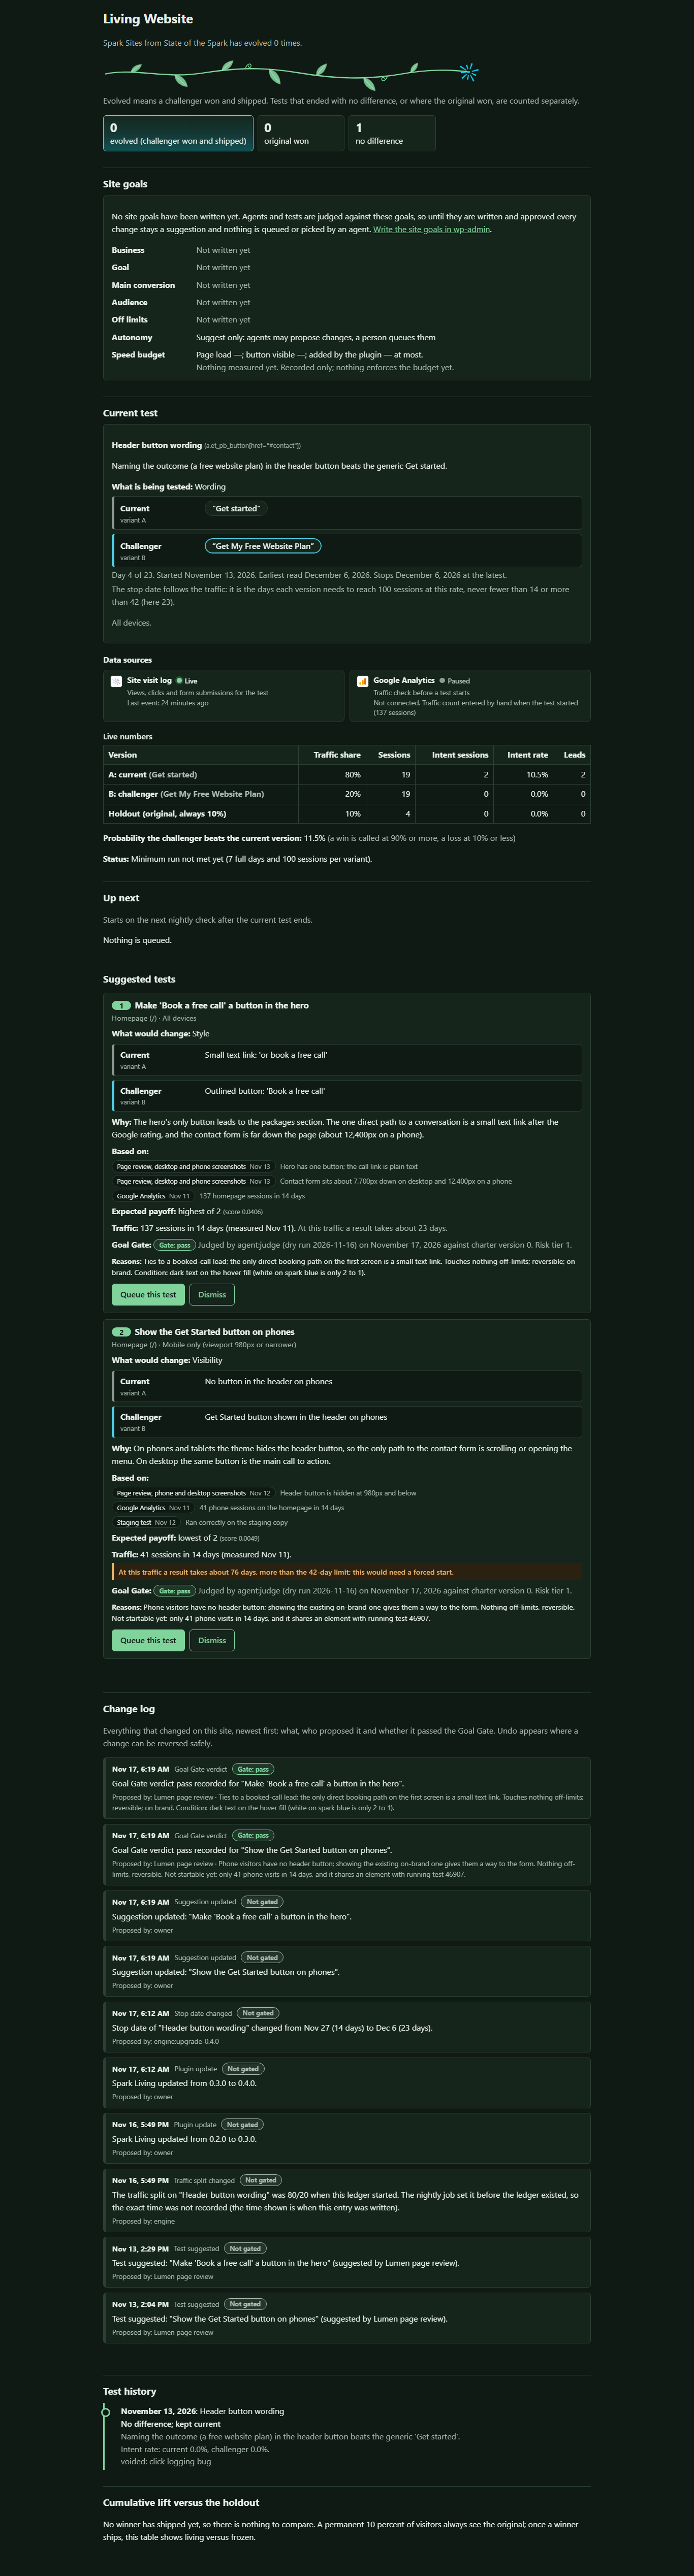 Living Website
Spark Sites from State of the Spark has evolved 0 times.
Evolved means a challenger won and shipped. Tests that ended with no difference, or where the original won, are counted separately.
0
evolved (challenger won and shipped)
0
original won
1
no difference
Site goals
No site goals have been written yet. Agents and tests are judged against these goals, so until they are written and approved every
change stays a suggestion and nothing is queued or picked by an agent. Write the site goals in wp-admin.
Business Not written yet
Goal Not written yet
Main conversion Not written yet
Audience Not written yet
Off limits Not written yet
Autonomy Suggest only: agents may propose changes, a person queues them
Speed budget Page load —; button visible —; added by the plugin — at most.
Nothing measured yet. Recorded only; nothing enforces the budget yet.
Current test
Header button wording (a.et_pb_button[href="#contact"])
Naming the outcome (a free website plan) in the header button beats the generic Get started.
What is being tested: Wording
Current "Get started"
variant A
Challenger "Get My Free Website Plan"
variant B
Day 4 of 23. Started November 13, 2026. Earliest read December 6, 2026. Stops December 6, 2026 at the latest.
The stop date follows the traffic: it is the days each version needs to reach 100 sessions at this rate, never fewer than 14 or more
than 42 (here 23).
All devices.
Data sources
Site visit log Live
Views, clicks and form submissions for the test
Last event: 24 minutes ago
Google Analytics Paused
Traffic check before a test starts
Not connected. Traffic count entered by hand when the test started
(137 sessions)
Live numbers
Version Traffic share Sessions Intent sessions Intent rate Leads
A: current (Get started) 80% 19 2 10.5% 2
B: challenger (Get My Free Website Plan) 20% 19 0 0.0% 0
Holdout (original, always 10%) 10% 4 0 0.0% 0
Probability the challenger beats the current version: 11.5% (a win is called at 90% or more, a loss at 10% or less)
Status: Minimum run not met yet (7 full days and 100 sessions per variant).
Up next
Starts on the next nightly check after the current test ends.
Nothing is queued.
Suggested tests
1 Make 'Book a free call' a button in the hero
Homepage (/) · All devices
What would change: Style
Current Small text link: 'or book a free call'
variant A
Challenger Outlined button: 'Book a free call'
variant B
Why: The hero's only button leads to the packages section. The one direct path to a conversation is a small text link after the
Google rating, and the contact form is far down the page (about 12,400px on a phone).
Based on:
Page review, desktop and phone screenshots Nov 13 Hero has one button; the call link is plain text
Page review, desktop and phone screenshots Nov 13 Contact form sits about 7,700px down on desktop and 12,400px on a phone
Google Analytics Nov 11 137 homepage sessions in 14 days
Expected payoff: highest of 2 (score 0.0406)
Traffic: 137 sessions in 14 days (measured Nov 11). At this traffic a result takes about 23 days.
Goal Gate: Gate: pass Judged by agent:judge (dry run 2026-11-16) on November 17, 2026 against charter version 0. Risk tier 1.
Reasons: Ties to a booked-call lead; the only direct booking path on the first screen is a small text link. Touches nothing off-limits; reversible; on
brand. Condition: dark text on the hover fill (white on spark blue is only 2 to 1).
Queue this test Dismiss
2 Show the Get Started button on phones
Homepage (/) · Mobile only (viewport 980px or narrower)
What would change: Visibility
Current No button in the header on phones
variant A
Challenger Get Started button shown in the header on phones
variant B
Why: On phones and tablets the theme hides the header button, so the only path to the contact form is scrolling or opening the
menu. On desktop the same button is the main call to action.
Based on:
Page review, phone and desktop screenshots Nov 12 Header button is hidden at 980px and below
Google Analytics Nov 11 41 phone sessions on the homepage in 14 days
Staging test Nov 12 Ran correctly on the staging copy
Expected payoff: lowest of 2 (score 0.0049)
Traffic: 41 sessions in 14 days (measured Nov 11).
At this traffic a result takes about 76 days, more than the 42-day limit; this would need a forced start.
Goal Gate: Gate: pass Judged by agent:judge (dry run 2026-11-16) on November 17, 2026 against charter version 0. Risk tier 1.
Reasons: Phone visitors have no header button; showing the existing on-brand one gives them a way to the form. Nothing off-limits, reversible.
Not startable yet: only 41 phone visits in 14 days, and it shares an element with running test 46907.
Queue this test Dismiss
Change log
Everything that changed on this site, newest first: what, who proposed it and whether it passed the Goal Gate. Undo appears where a
change can be reversed safely.
Nov 17, 6:19 AM Goal Gate verdict Gate: pass
Goal Gate verdict pass recorded for "Make 'Book a free call' a button in the hero".
Proposed by: Lumen page review · Ties to a booked-call lead; the only direct booking path on the first screen is a small text link. Touches nothing off-limits;
reversible; on brand. Condition: dark text on the hover fill (white on spark blue is only 2 to 1).
Nov 17, 6:19 AM Goal Gate verdict Gate: pass
Goal Gate verdict pass recorded for "Show the Get Started button on phones".
Proposed by: Lumen page review · Phone visitors have no header button; showing the existing on-brand one gives them a way to the form. Nothing off-
limits, reversible. Not startable yet: only 41 phone visits in 14 days, and it shares an element with running test 46907.
Nov 17, 6:19 AM Suggestion updated Not gated
Suggestion updated: "Make 'Book a free call' a button in the hero".
Proposed by: owner
Nov 17, 6:19 AM Suggestion updated Not gated
Suggestion updated: "Show the Get Started button on phones".
Proposed by: owner
Nov 17, 6:12 AM Stop date changed Not gated
Stop date of "Header button wording" changed from Nov 27 (14 days) to Dec 6 (23 days).
Proposed by: engine:upgrade-0.4.0
Nov 17, 6:12 AM Plugin update Not gated
Spark Living updated from 0.3.0 to 0.4.0.
Proposed by: owner
Nov 16, 5:49 PM Plugin update Not gated
Spark Living updated from 0.2.0 to 0.3.0.
Proposed by: owner
Nov 16, 5:49 PM Traffic split changed Not gated
The traffic split on "Header button wording" was 80/20 when this ledger started. The nightly job set it before the ledger existed, so
the exact time was not recorded (the time shown is when this entry was written).
Proposed by: engine
Nov 13, 2:29 PM Test suggested Not gated
Test suggested: "Make 'Book a free call' a button in the hero" (suggested by Lumen page review).
Proposed by: Lumen page review
Nov 13, 2:04 PM Test suggested Not gated
Test suggested: "Show the Get Started button on phones" (suggested by Lumen page review).
Proposed by: Lumen page review
Test history
November 13, 2026: Header button wording
No difference; kept current
Naming the outcome (a free website plan) in the header button beats the generic 'Get started'.
Intent rate: current 0.0%, challenger 0.0%.
voided: click logging bug
Cumulative lift versus the holdout
No winner has shipped yet, so there is nothing to compare. A permanent 10 percent of visitors always see the original; once a winner
ships, this table shows living versus frozen.